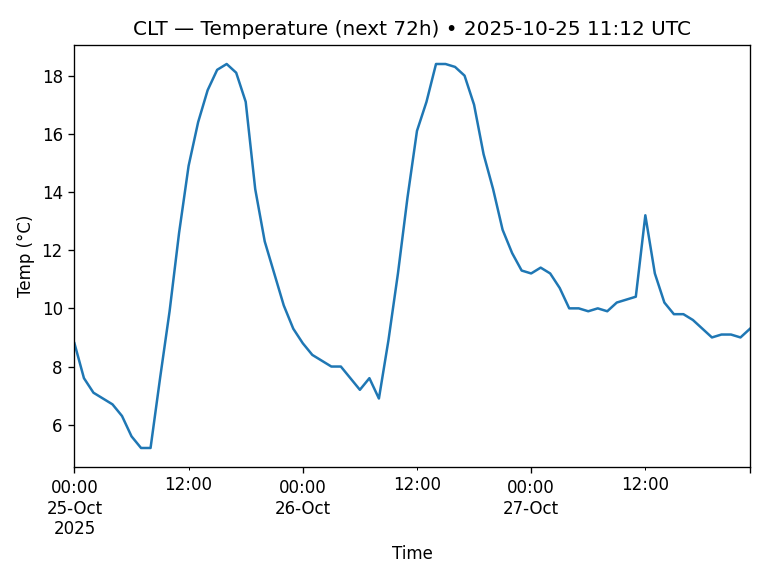 CLT — Temperature (next 72h) • 2025-10-25 11:12 UTC
Temp (°C)
18
16
14
12
10
8
6
00:00 12:00 00:00 12:00 00:00 12:00
25-Oct 26-Oct 27-Oct
2025
Time